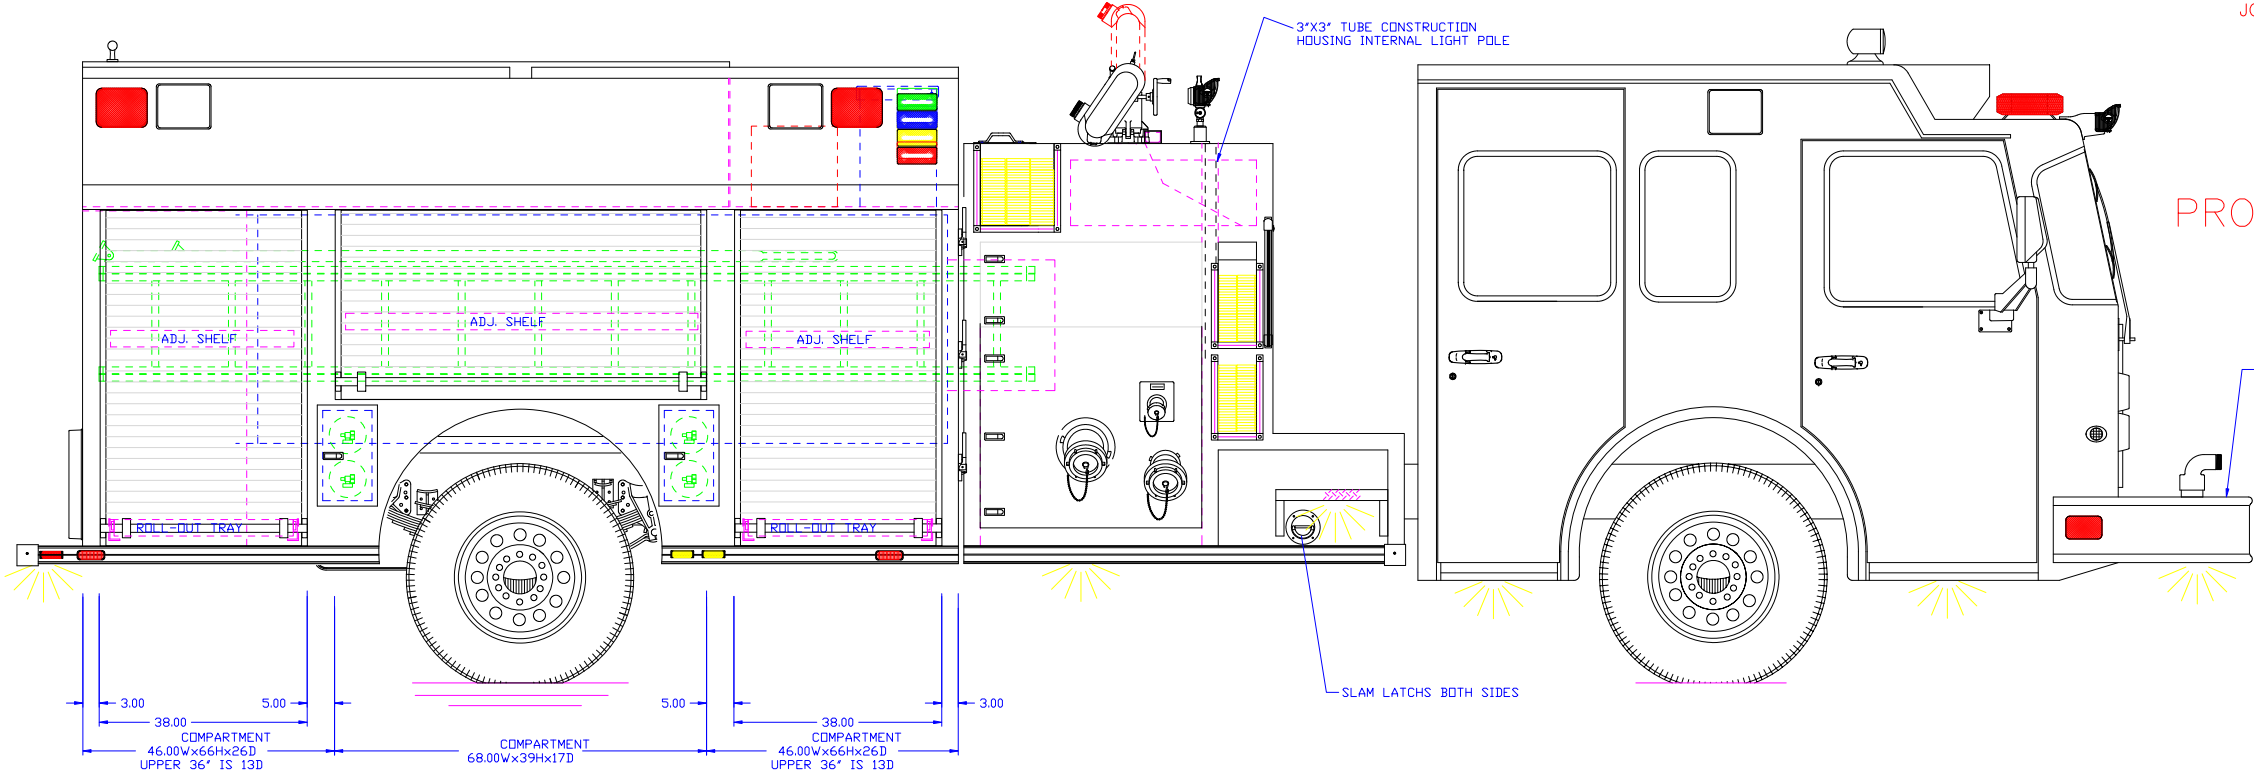 JO
3"X3" TUBE CONSTRUCTION
HOUSING INTERNAL LIGHT POLE
PRO
ADJ. SHELF
ADJ. SHELF
ADJ. SHELF
ROLL-OUT TRAY
ROLL-OUT TRAY
SLAM LATCHS BOTH SIDES
3.00
5.00
5.00
3.00
38.00
38.00
COMPARTMENT
46.00Wx66Hx26D
UPPER 36" IS 13D
COMPARTMENT
68.00Wx39Hx17D
COMPARTMENT
46.00Wx66Hx26D
UPPER 36" IS 13D